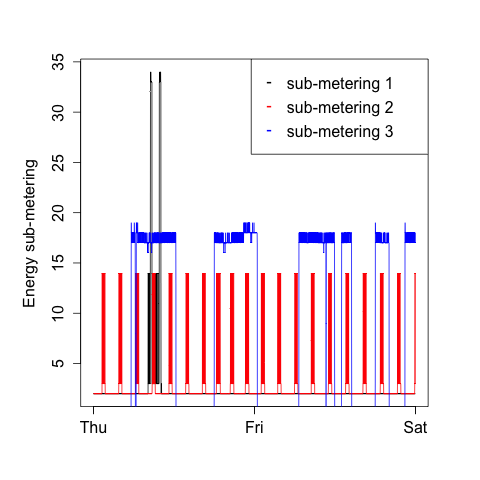 Energy sub-metering
35
30
25
20
15
10
5
sub-metering 1
sub-metering 2
sub-metering 3
Thu
Fri
Sat